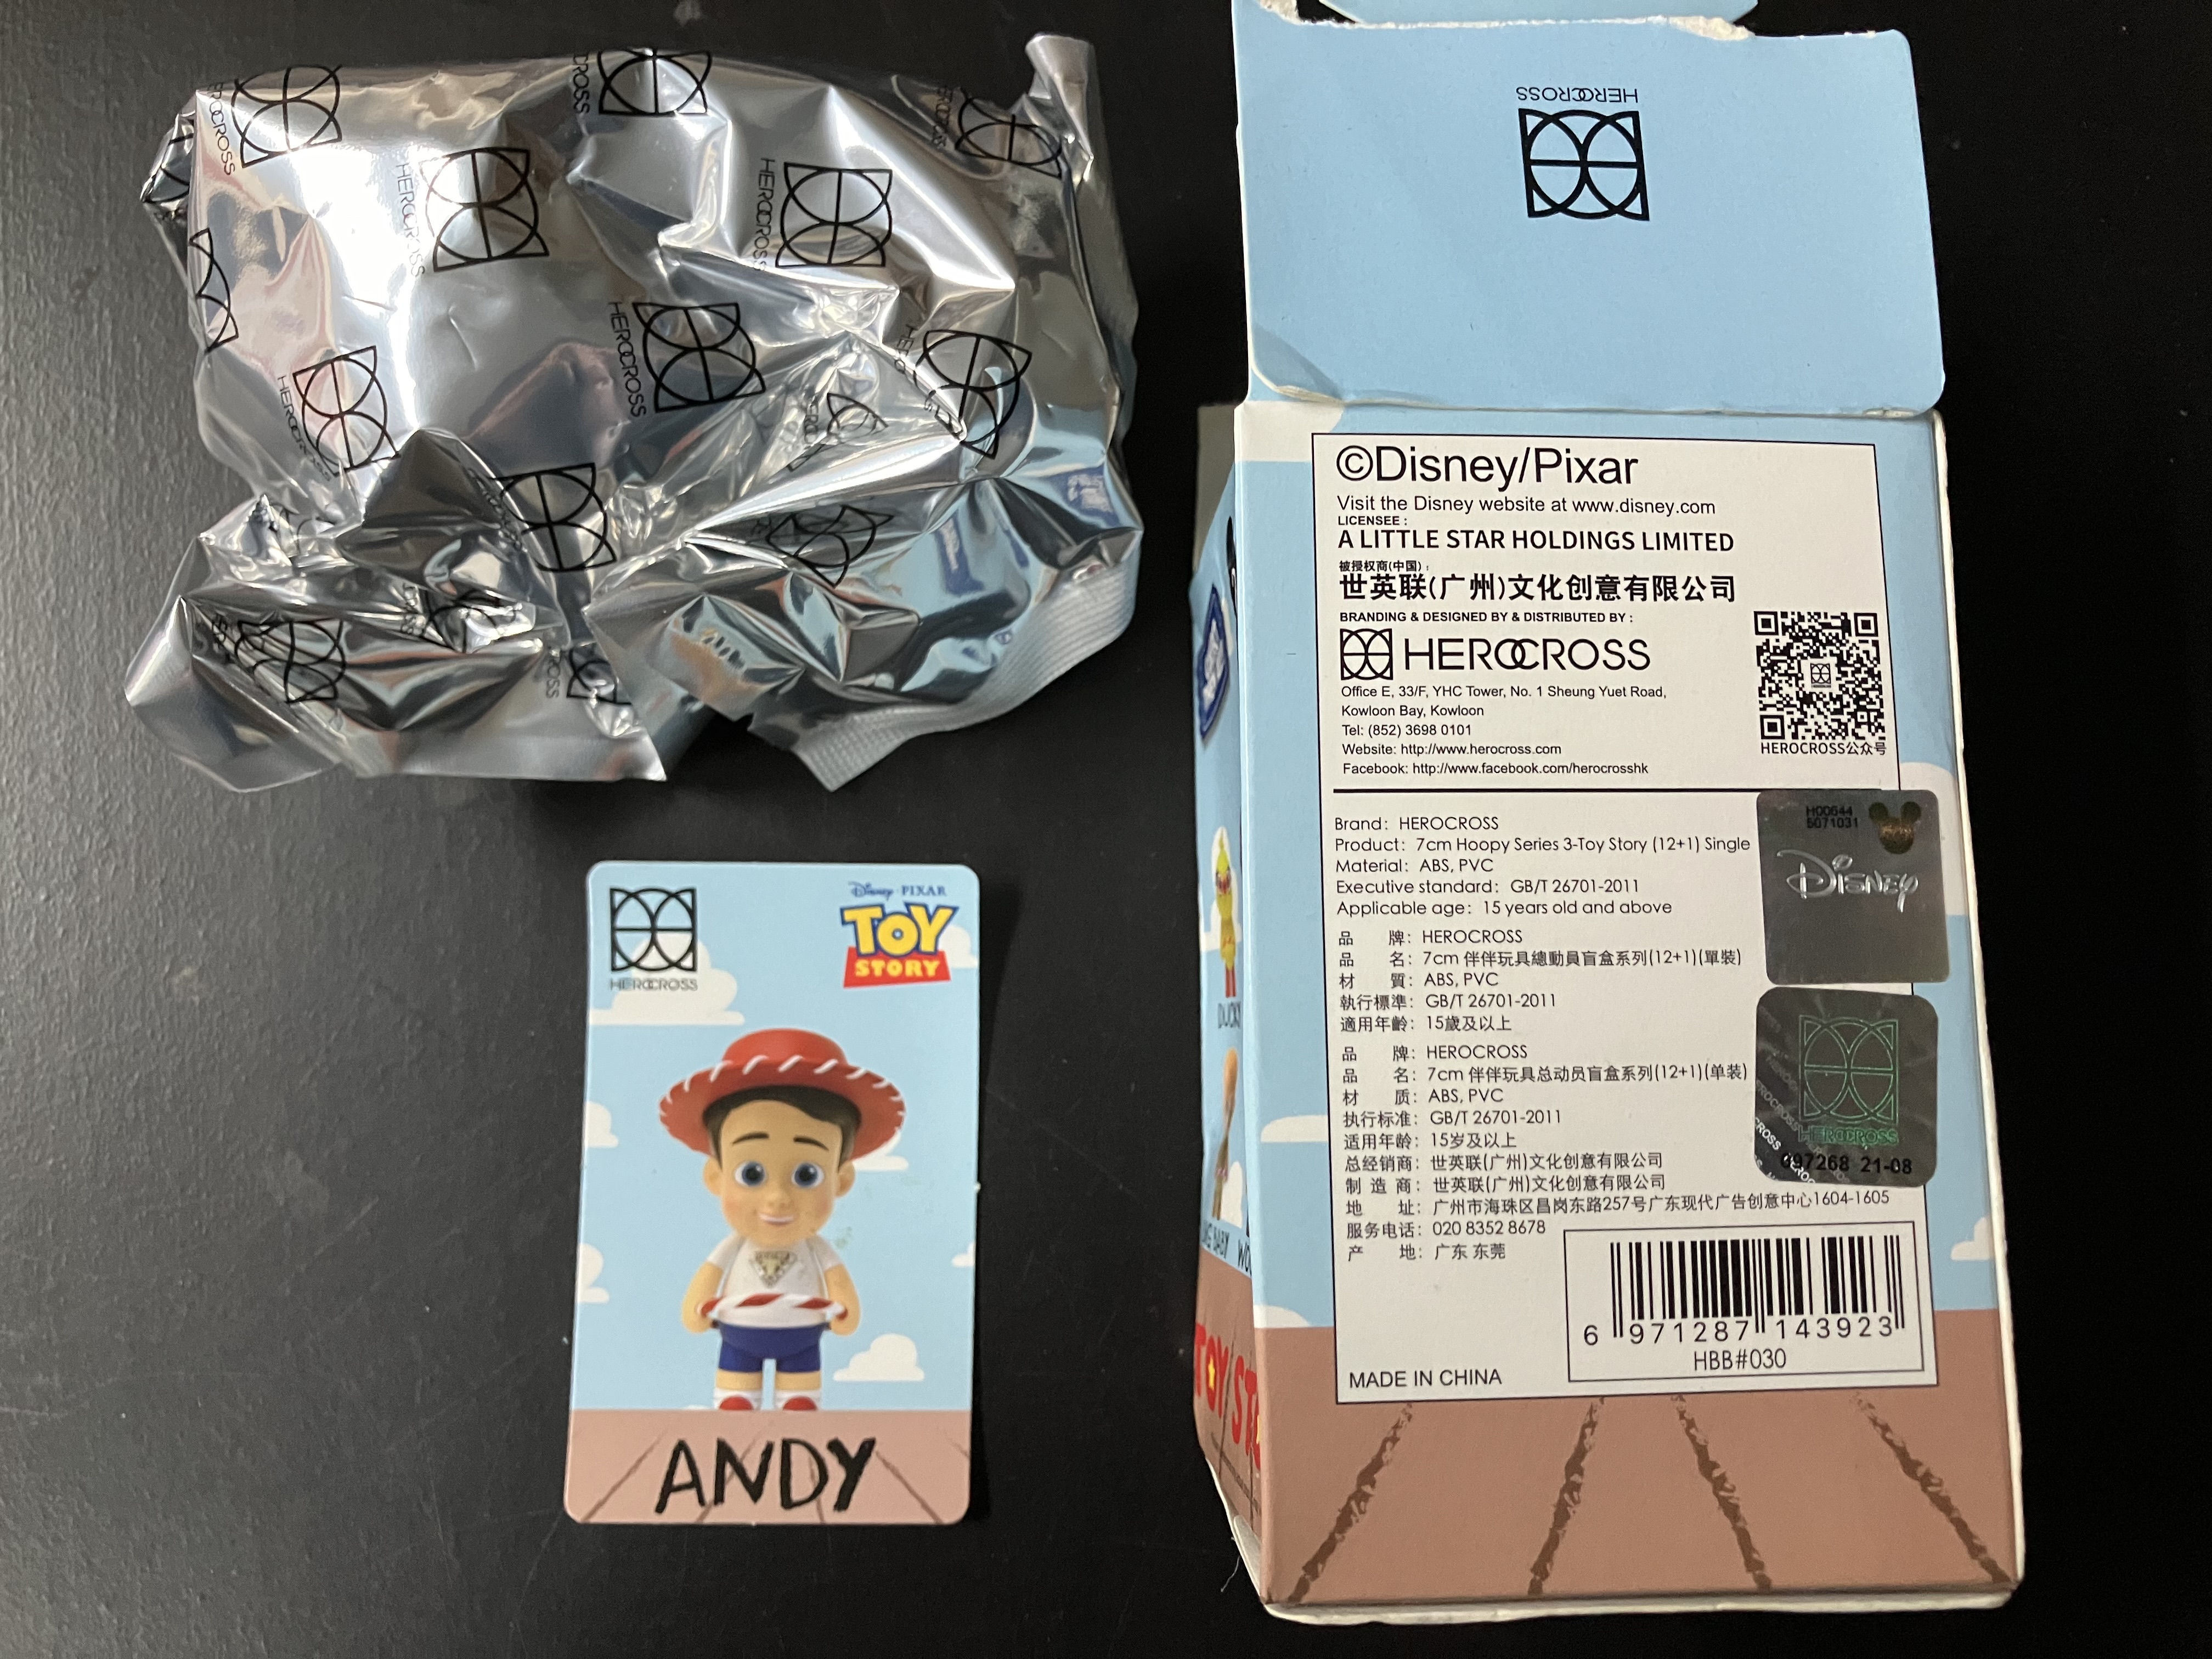 HEROCROSS
HEROCROSS
HEROCROSS
HEROCROSS
HEROCROSS
HEROCROSS
Disney · PIXAR
TOY
STORY
HEROCROSS
ANDY
HEROCROSS
©Disney/Pixar
Visit the Disney website at www.disney.com
LICENSEE :
A LITTLE STAR HOLDINGS LIMITED
被授权商(中国) :
世英联(广州)文化创意有限公司
BRANDING & DESIGNED BY & DISTRIBUTED BY :
HEROCROSS
Office E, 33/F, YHC Tower, No. 1 Sheung Yuet Road,
Kowloon Bay, Kowloon
Tel: (852) 3698 0101
Website: http://www.herocross.com
Facebook: http://www.facebook.com/herocrosshk
HEROCROSS公众号
Brand: HEROCROSS
Product: 7cm Hoopy Series 3-Toy Story (12+1) Single
Material: ABS, PVC
Executive standard: GB/T 26701-2011
Applicable age: 15 years old and above
品 牌: HEROCROSS
品 名: 7cm 伴伴玩具總動員盲盒系列(12+1)(單裝)
材 質: ABS, PVC
執行標準: GB/T 26701-2011
適用年齡: 15歲及以上
品 牌: HEROCROSS
品 名: 7cm 伴伴玩具总动员盲盒系列(12+1)(单装)
材 质: ABS, PVC
执行标准: GB/T 26701-2011
适用年龄: 15岁及以上
总经销商: 世英联(广州)文化创意有限公司
制 造 商: 世英联(广州)文化创意有限公司
地 址: 广州市海珠区昌岗东路257号广东现代广告创意中心1604-1605
服务电话: 020 8352 8678
产 地: 广东 东莞
MADE IN CHINA
6 971287 143923
HBB#030
H00644
5071031
Disney
HEROCROSS
097268 21-08
DUCKY
TOY STO